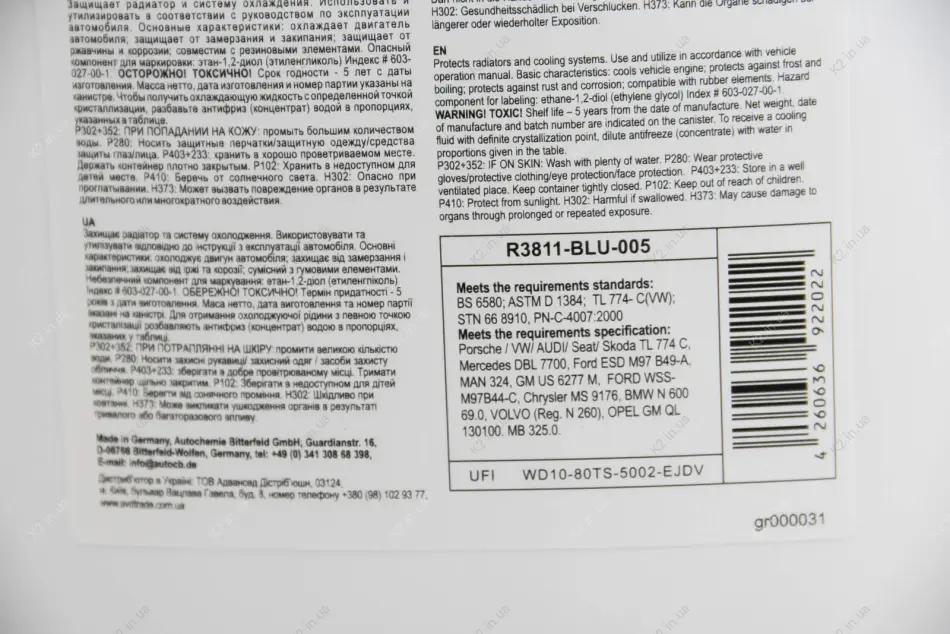 Защищает радиатор и систему охлаждения. Использовать и
утилизировать в соответствии с руководством по эксплуатации
автомобиля. Основные характеристики: охлаждает двигатель
автомобиля; защищает от замерзания и закипания; защищает от
ржавчины и коррозии; совместим с резиновыми элементами. Опасный
компонент для маркировки: этан-1,2-диол (этиленгликоль) Индекс # 603-
027-00-1. ОСТОРОЖНО! ТОКСИЧНО! Срок годности - 5 лет с даты
изготовления. Масса нетто, дата изготовления и номер партии указаны на
канистре. Чтобы получить охлаждающую жидкость с определенной точкой
кристаллизации, разбавьте антифриз (концентрат) водой в пропорциях,
указанных в таблице.
P302+352: ПРИ ПОПАДАНИИ НА КОЖУ: промыть большим количеством
воды. P280: Носить защитные перчатки/защитную одежду/средства
защиты глаз/лица. P403+233: хранить в хорошо проветриваемом месте.
Держать контейнер плотно закрытым. P102: Хранить в недоступном для
детей месте. P410: Беречь от солнечного света. H302: Опасно при
проглатывании. H373: Может вызвать повреждение органов в результате
длительного или многократного воздействия.
UA
Захищає радіатор та систему охолодження. Використовувати та
утилізувати відповідно до інструкції з експлуатації автомобіля. Основні
характеристики: охолоджує двигун автомобіля; захищає від замерзання і
закипання; захищає від іржі та корозії; сумісний з гумовими елементами.
Небезпечний компонент для маркування: етан-1,2-діол (етиленгліколь)
Індекс # 603-027-00-1. ОБЕРЕЖНО! ТОКСИЧНО! Термін придатності - 5
років з дати виготовлення. Маса нетто, дата виготовлення та номер партії
вказані на каністрі. Для отримання охолоджуючої рідини з певною точкою
кристалізації розбавляють антифриз (концентрат) водою в пропорціях,
вказаних у таблиці.
P302+352: ПРИ ПОТРАПЛЯННІ НА ШКІРУ: промити великою кількістю
води. P280: Носити захисні рукавиці/ захисний одяг / засоби захисту
обличчя. P403+233: зберігати в добре провітрюваному місці. Тримати
контейнер щільно закритим. P102: Зберігати в недоступном для дітей
місці. P410: Берегти від сонячного проміння. H302: Шкідливо при
ковтанні. H373: Може викликати ушкодження органів в результаті
тривалого або багаторазового впливу.
Made in Germany, Autochemie Bitterfeld GmbH, Guardianstr. 16,
D-06766 Bitterfeld-Wolfen, Germany, tel: +49 (0) 341 308 68 398,
E-mail: info@autocb.de
Дистриб'ютор в Україні: ТОВ Адванcед Дістріб'юшн, 03124,
м. Київ, бульвар Вацлава Гавела, буд. 8, номер телефону +380 (98) 102 93 77,
H302: Gesundheitsschädlich bei Verschlucken. H373: Kann die Organe schädigen bei
längerer oder wiederholter Exposition.
EN
Protects radiators and cooling systems. Use and utilize in accordance with vehicle
operation manual. Basic characteristics: cools vehicle engine; protects against frost and
boiling; protects against rust and corrosion; compatible with rubber elements. Hazard
component for labeling: ethane-1,2-diol (ethylene glycol) Index # 603-027-00-1.
WARNING! TOXIC! Shelf life – 5 years from the date of manufacture. Net weight, date
of manufacture and batch number are indicated on the canister. To receive a cooling
fluid with definite crystallization point, dilute antifreeze (concentrate) with water in
proportions given in the table.
P302+352: IF ON SKIN: Wash with plenty of water. P280: Wear protective
gloves/protective clothing/eye protection/face protection. P403+233: Store in a well
ventilated place. Keep container tightly closed. P102: Keep out of reach of children.
P410: Protect from sunlight. H302: Harmful if swallowed. H373: May cause damage to
organs through prolonged or repeated exposure.
R3811-BLU-005
Meets the requirements standards:
BS 6580; ASTM D 1384; TL 774- C(VW);
STN 66 8910, PN-C-4007:2000
Meets the requirements specification:
Porsche / VW/ AUDI/ Seat/ Skoda TL 774 C,
Mercedes DBL 7700, Ford ESD M97 B49-A,
MAN 324, GM US 6277 M, FORD WSS-
M97B44-C, Chrysler MS 9176, BMW N 600
69.0, VOLVO (Reg. N 260), OPEL GM QL
130100. MB 325.0.
UFI WD10-80TS-5002-EJDV
4 260636 922022
gr000031
K2.in.ua